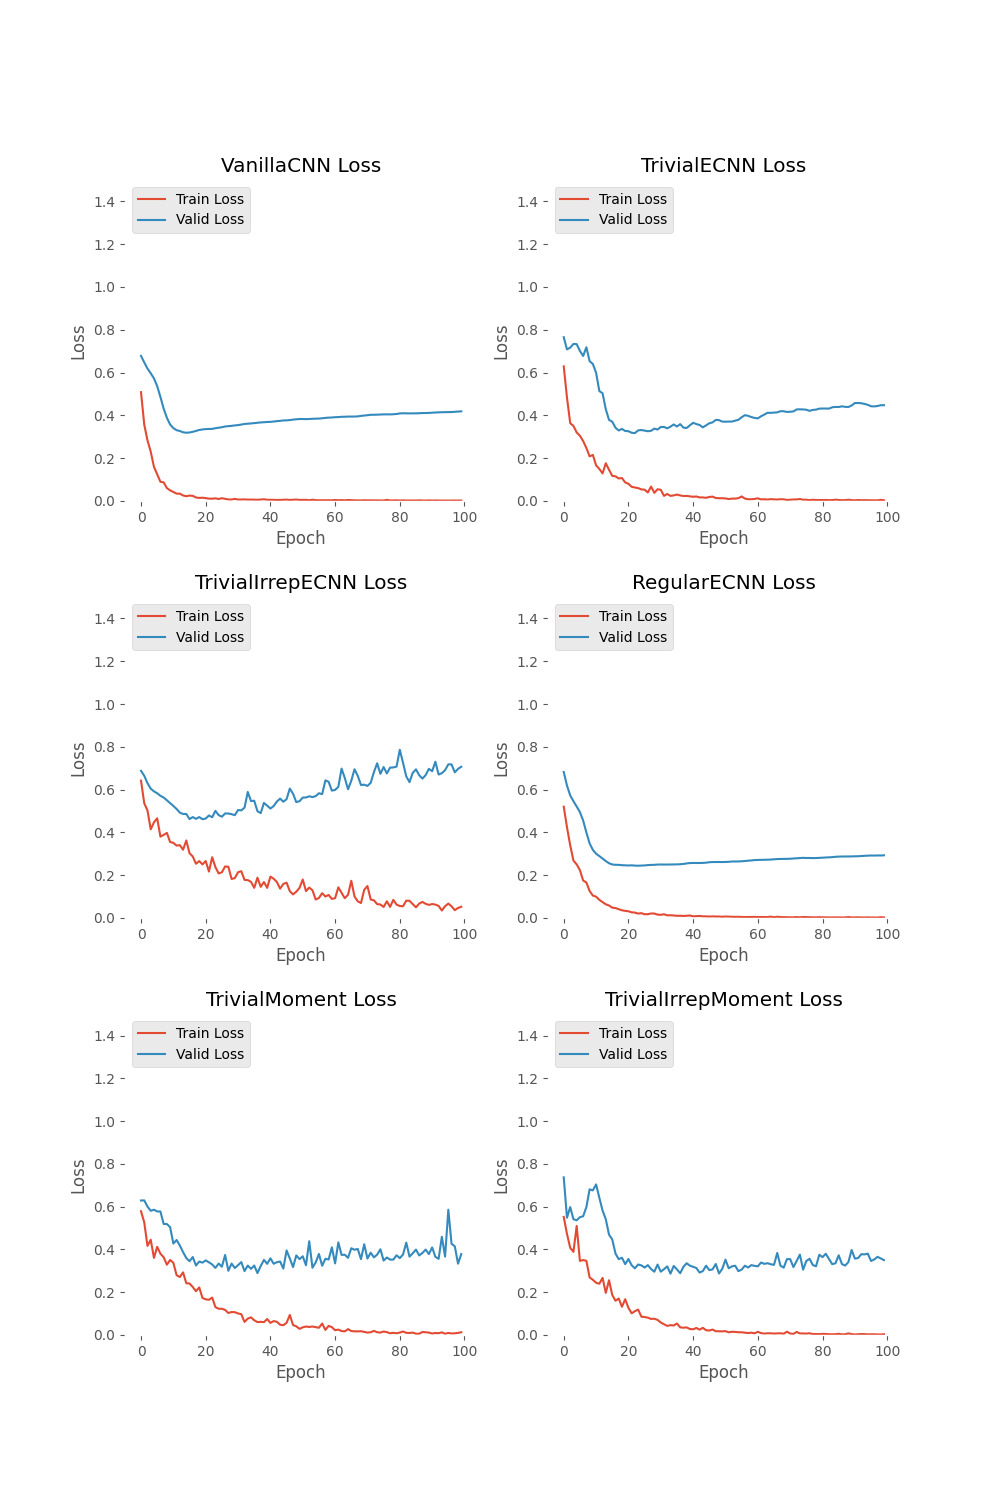 VanillaCNN Loss
Train Loss
Valid Loss
1.4
1.2
1.0
0.8
0.6
0.4
0.2
0.0
Loss
0 20 40 60 80 100
Epoch
TrivialECNN Loss
Train Loss
Valid Loss
1.4
1.2
1.0
0.8
0.6
0.4
0.2
0.0
Loss
0 20 40 60 80 100
Epoch
TrivialIrrepECNN Loss
Train Loss
Valid Loss
1.4
1.2
1.0
0.8
0.6
0.4
0.2
0.0
Loss
0 20 40 60 80 100
Epoch
RegularECNN Loss
Train Loss
Valid Loss
1.4
1.2
1.0
0.8
0.6
0.4
0.2
0.0
Loss
0 20 40 60 80 100
Epoch
TrivialMoment Loss
Train Loss
Valid Loss
1.4
1.2
1.0
0.8
0.6
0.4
0.2
0.0
Loss
0 20 40 60 80 100
Epoch
TrivialIrrepMoment Loss
Train Loss
Valid Loss
1.4
1.2
1.0
0.8
0.6
0.4
0.2
0.0
Loss
0 20 40 60 80 100
Epoch